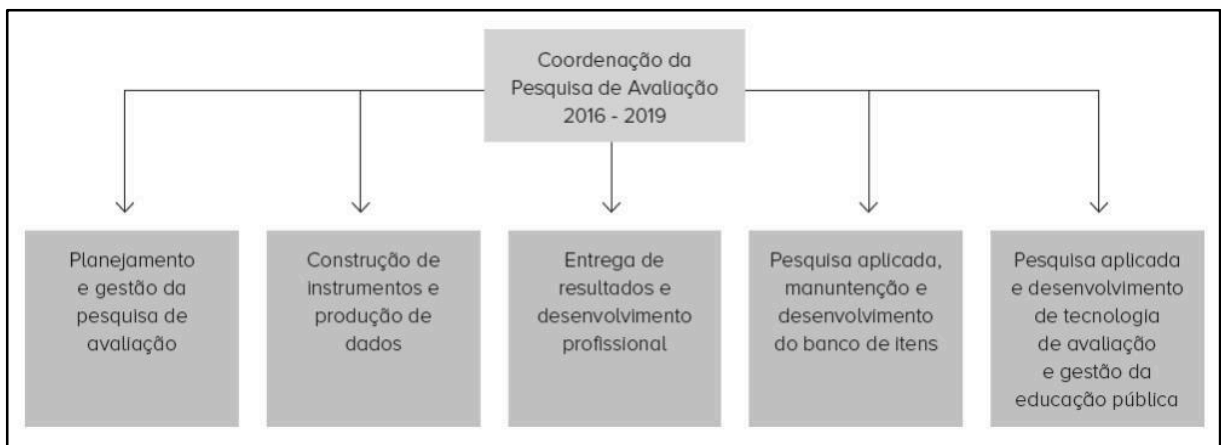 Coordenação da
Pesquisa de Avaliação
2016 - 2019
Planejamento
e gestão da
pesquisa de
avaliação
Construção de
instrumentos e
produção de
dados
Entrega de
resultados e
desenvolvimento
profissional
Pesquisa aplicada,
manuntenção e
desenvolvimento
do banco de itens
Pesquisa aplicada
e desenvolvimento
de tecnologia
de avaliação
e gestão da
educação pública